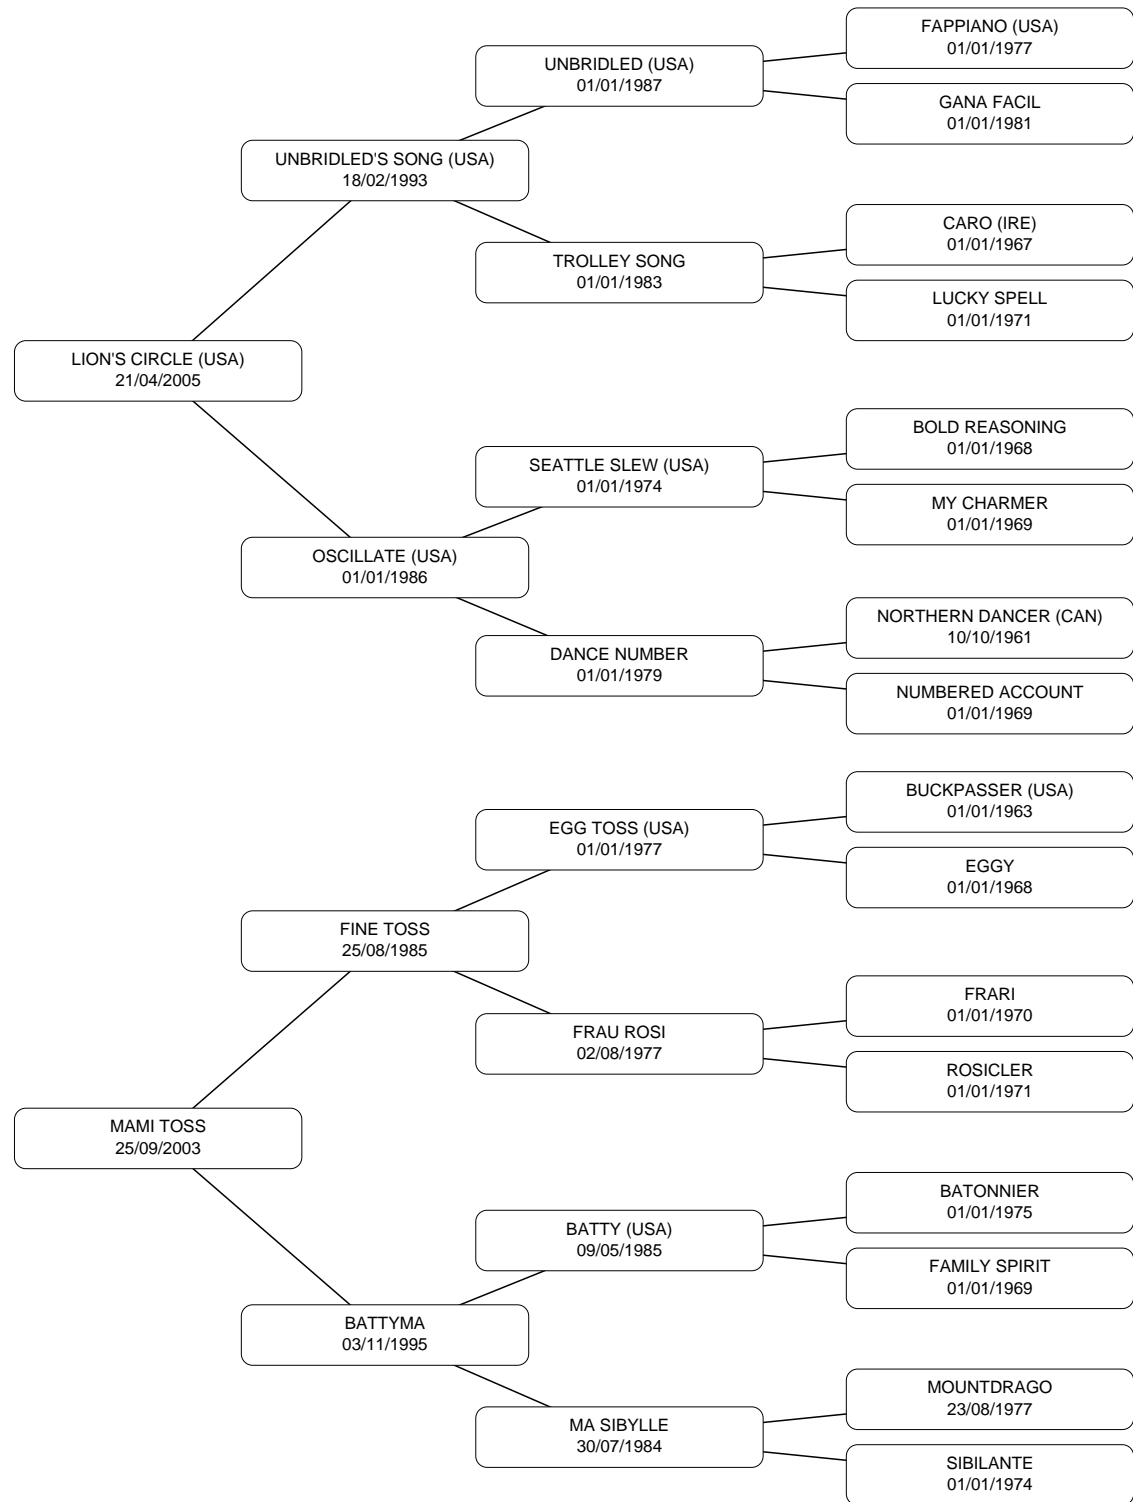 FAPPIANO (USA)
01/01/1977
UNBRIDLED (USA)
01/01/1987
GANA FACIL
01/01/1981
UNBRIDLED'S SONG (USA)
18/02/1993
CARO (IRE)
01/01/1967
TROLLEY SONG
01/01/1983
LUCKY SPELL
01/01/1971
LION'S CIRCLE (USA)
21/04/2005
BOLD REASONING
01/01/1968
SEATTLE SLEW (USA)
01/01/1974
MY CHARMER
01/01/1969
OSCILLATE (USA)
01/01/1986
NORTHERN DANCER (CAN)
10/10/1961
DANCE NUMBER
01/01/1979
NUMBERED ACCOUNT
01/01/1969
BUCKPASSER (USA)
01/01/1963
EGG TOSS (USA)
01/01/1977
EGGY
01/01/1968
FINE TOSS
25/08/1985
FRARI
01/01/1970
FRAU ROSI
02/08/1977
ROSICLER
01/01/1971
MAMI TOSS
25/09/2003
BATONNIER
01/01/1975
BATTY (USA)
09/05/1985
FAMILY SPIRIT
01/01/1969
BATTYMA
03/11/1995
MOUNTDRAGO
23/08/1977
MA SIBYLLE
30/07/1984
SIBILANTE
01/01/1974